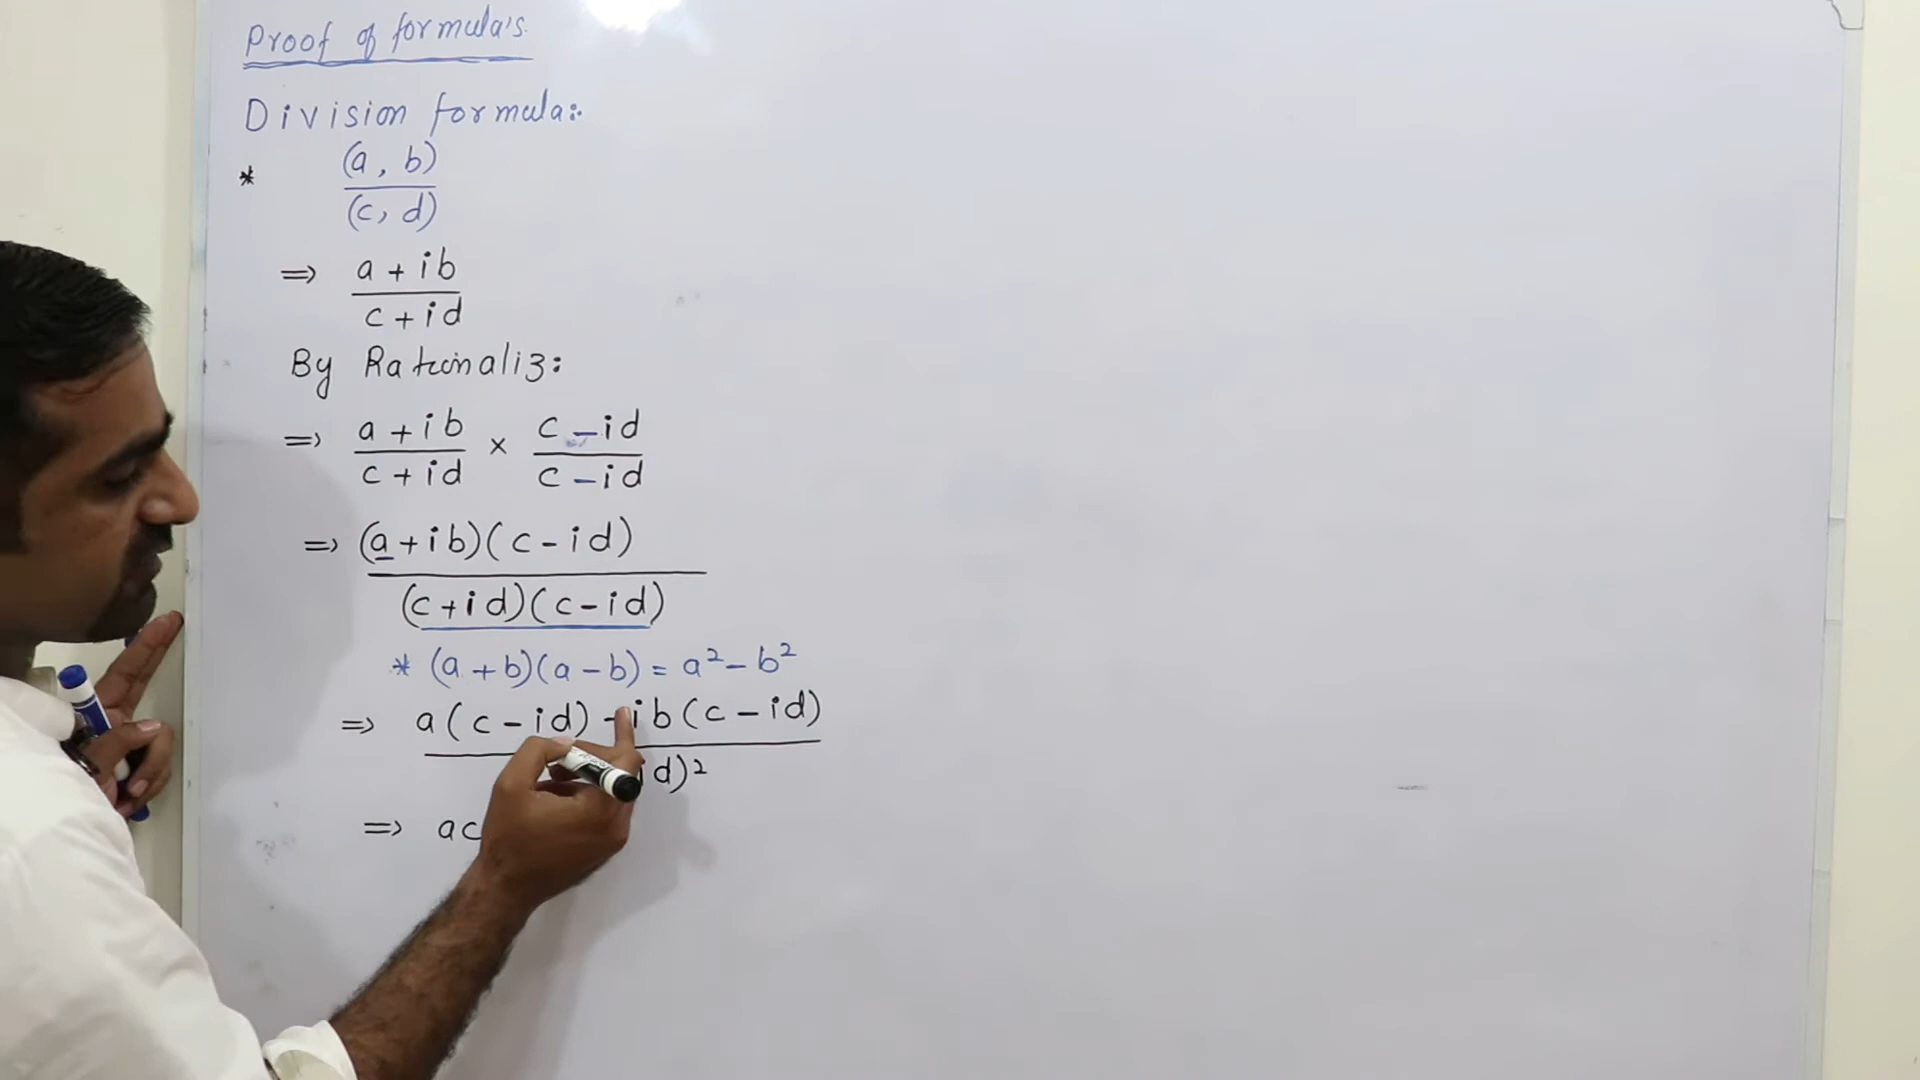 Proof of formula's.
Division formula:
* (a, b)
(c, d)
=> a + ib
c + id
By Rationaliz:
=> a + ib × c - id
c + id c - id
=> (a + ib)(c - id)
(c + id)(c - id)
* (a + b)(a - b) = a² - b²
=> a(c - id) + ib(c - id)
id)²
=> ac